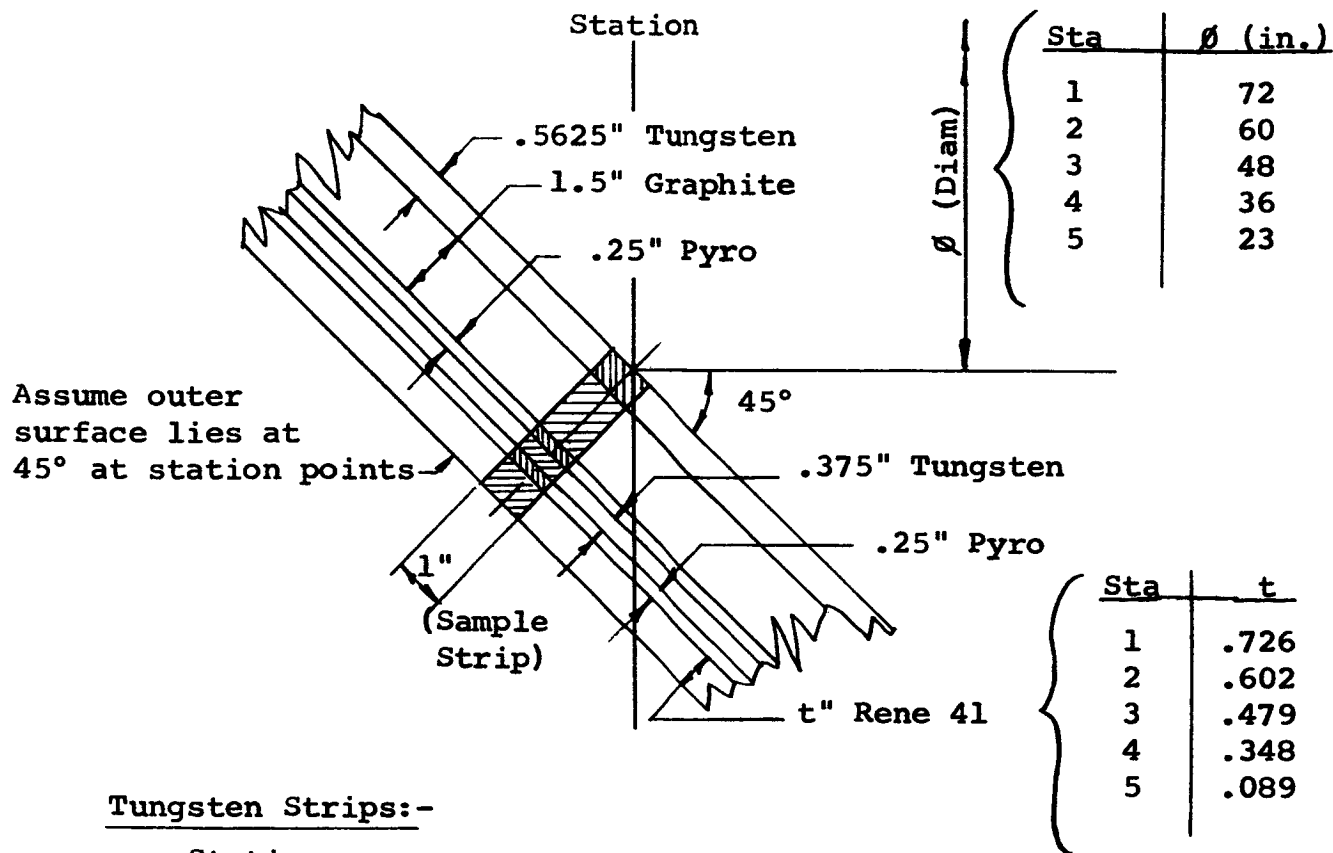 Station
.5625" Tungsten
1.5" Graphite
.25" Pyro
Ø (Diam)
Sta Ø (in.)
1 72
2 60
3 48
4 36
5 23
Assume outer
surface lies at
45° at station points
45°
.375" Tungsten
.25" Pyro
1"
(Sample
Strip)
t" Rene 41
Sta t
1 .726
2 .602
3 .479
4 .348
5 .089
Tungsten Strips:-